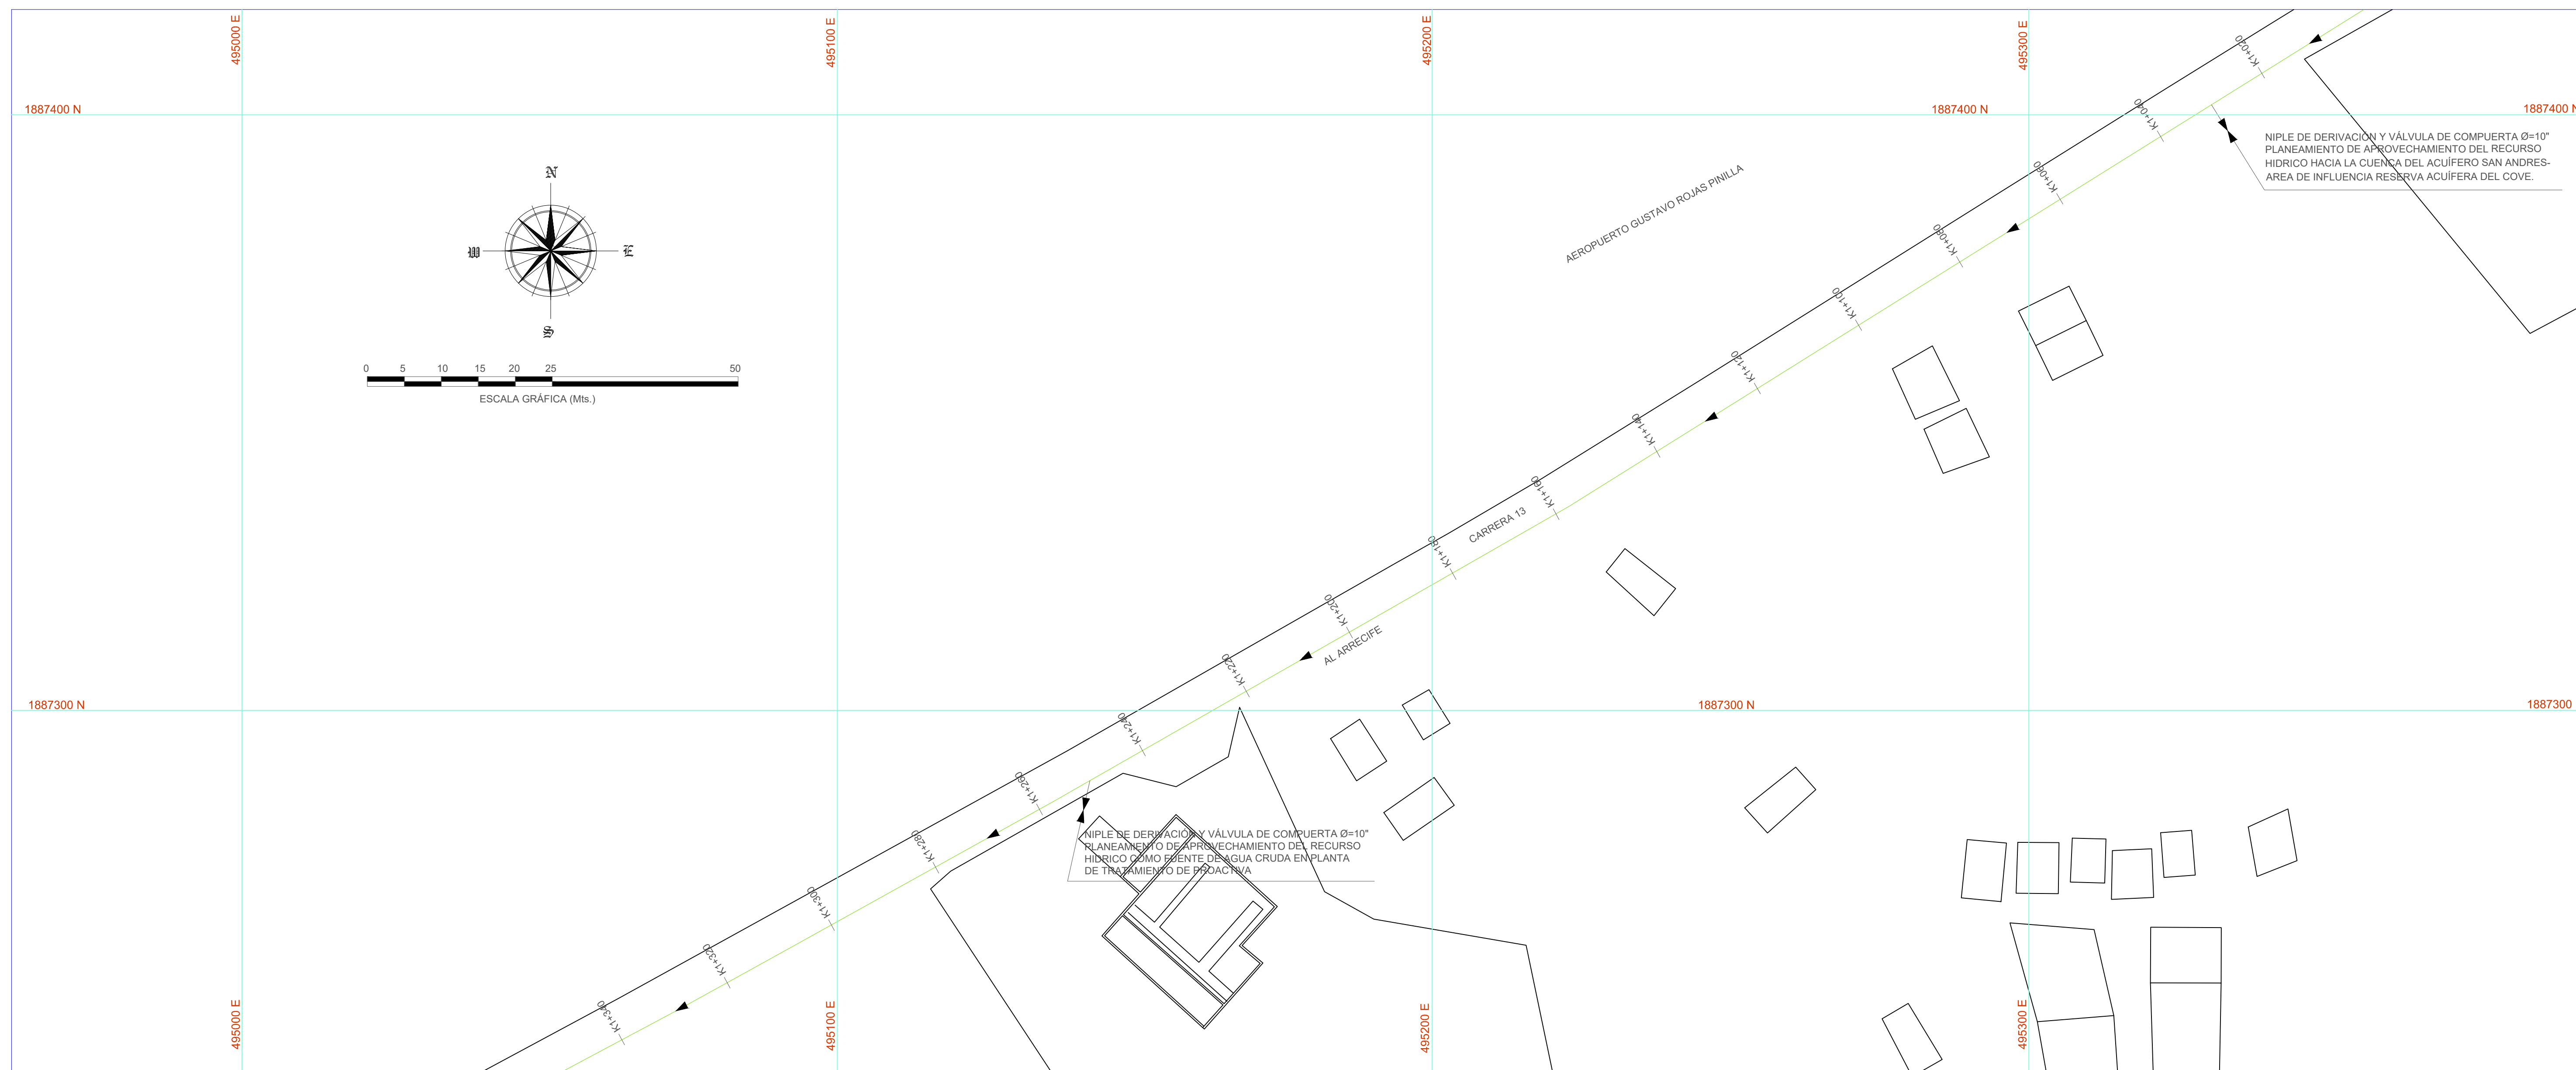 495000 E
495100 E
495200 E
495300 E
K1+020
1887400 N
1887400 N
1887400 N
K1+040
NIPLE DE DERIVACIÓN Y VÁLVULA DE COMPUERTA Ø=10"
PLANEAMIENTO DE APROVECHAMIENTO DEL RECURSO
HIDRICO HACIA LA CUENCA DEL ACUÍFERO SAN ANDRES-
AREA DE INFLUENCIA RESERVA ACUÍFERA DEL COVE.
N
W
E
S
AEROPUERTO GUSTAVO ROJAS PINILLA
K1+060
K1+080
K1+100
K1+120
0 5 10 15 20 25 50
ESCALA GRÁFICA (Mts.)
K1+140
K1+160
CARRERA 13
K1+180
K1+200
AL ARRECIFE
K1+220
1887300 N
1887300 N
1887300
K1+240
K1+260
NIPLE DE DERIVACIÓN Y VÁLVULA DE COMPUERTA Ø=10"
PLANEAMIENTO DE APROVECHAMIENTO DEL RECURSO
HIDRICO COMO FUENTE DE AGUA CRUDA EN PLANTA
DE TRATAMIENTO DE PROACTIVA
K1+280
K1+300
K1+320
K1+340
495000 E
495100 E
495200 E
495300 E